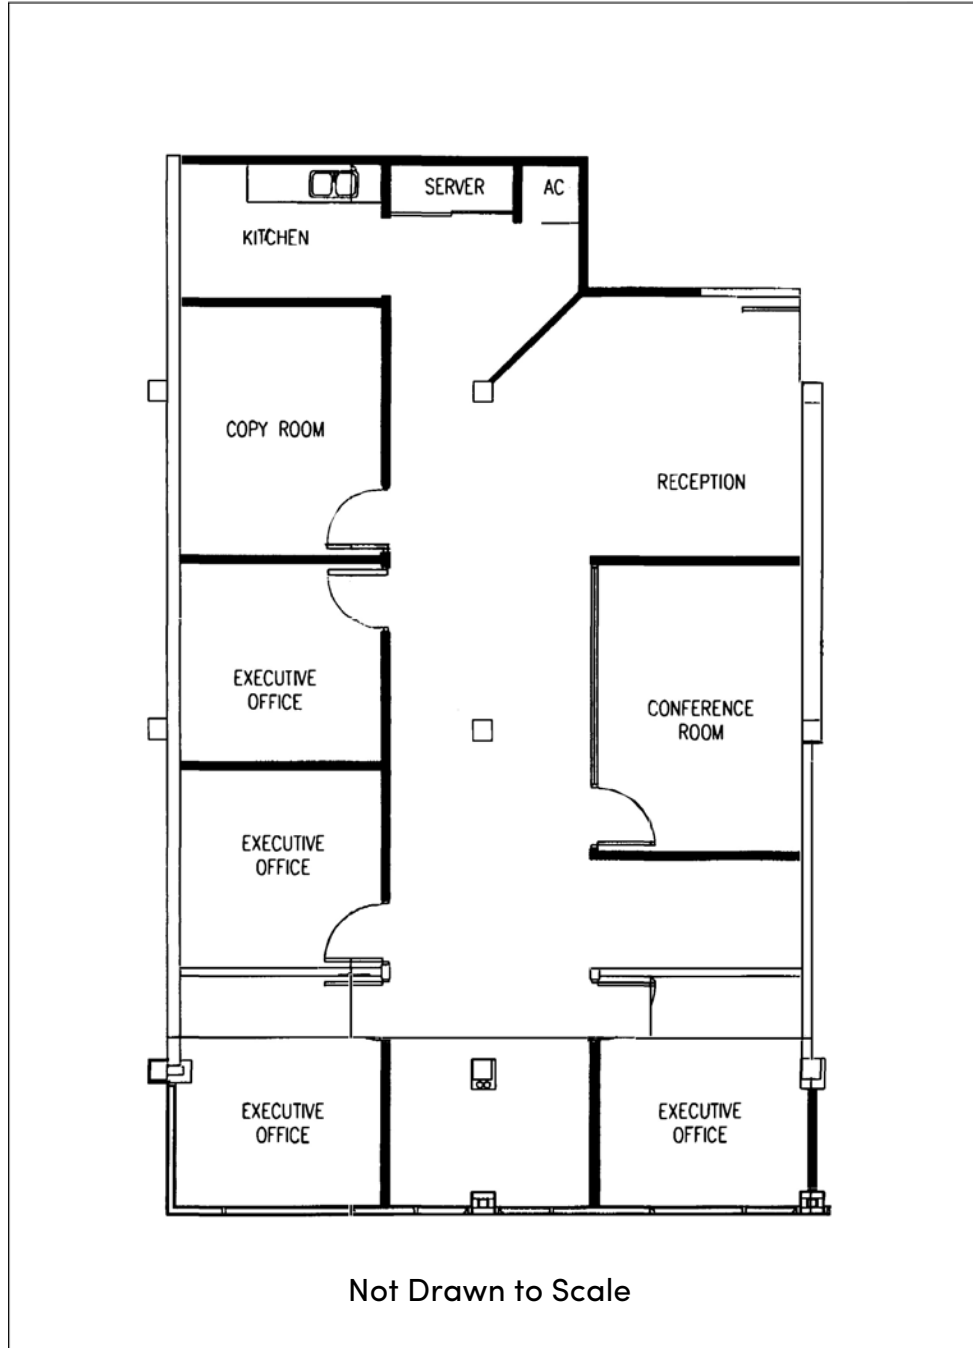 SERVER
AC
KITCHEN
COPY ROOM
RECEPTION
EXECUTIVE
OFFICE
CONFERENCE
ROOM
EXECUTIVE
OFFICE
EXECUTIVE
OFFICE
EXECUTIVE
OFFICE
Not Drawn to Scale